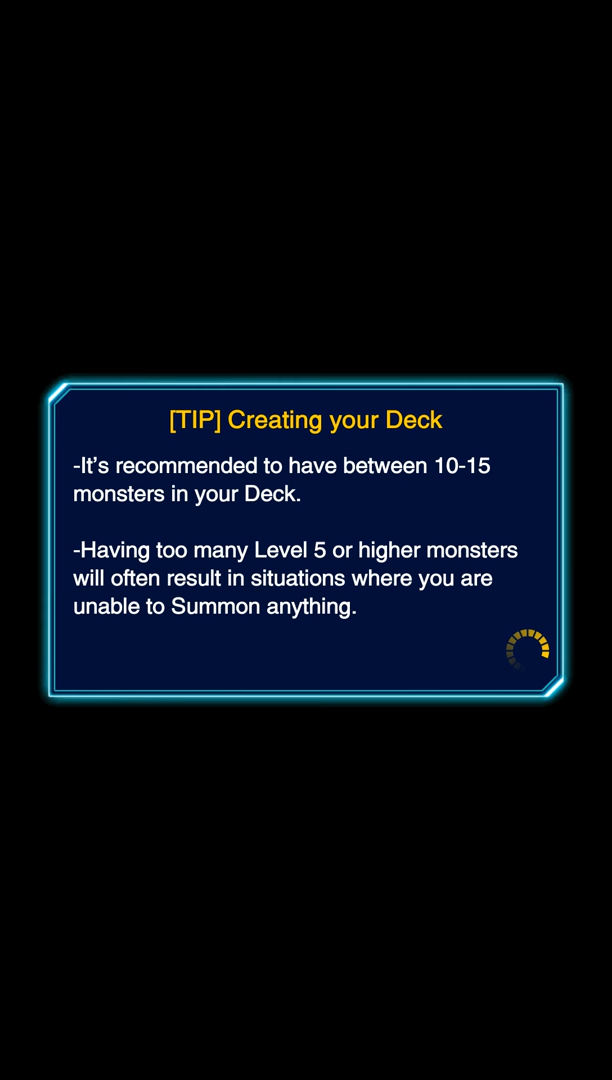 [TIP] Creating your Deck
-It’s recommended to have between 10-15
monsters in your Deck.
-Having too many Level 5 or higher monsters
will often result in situations where you are
unable to Summon anything.